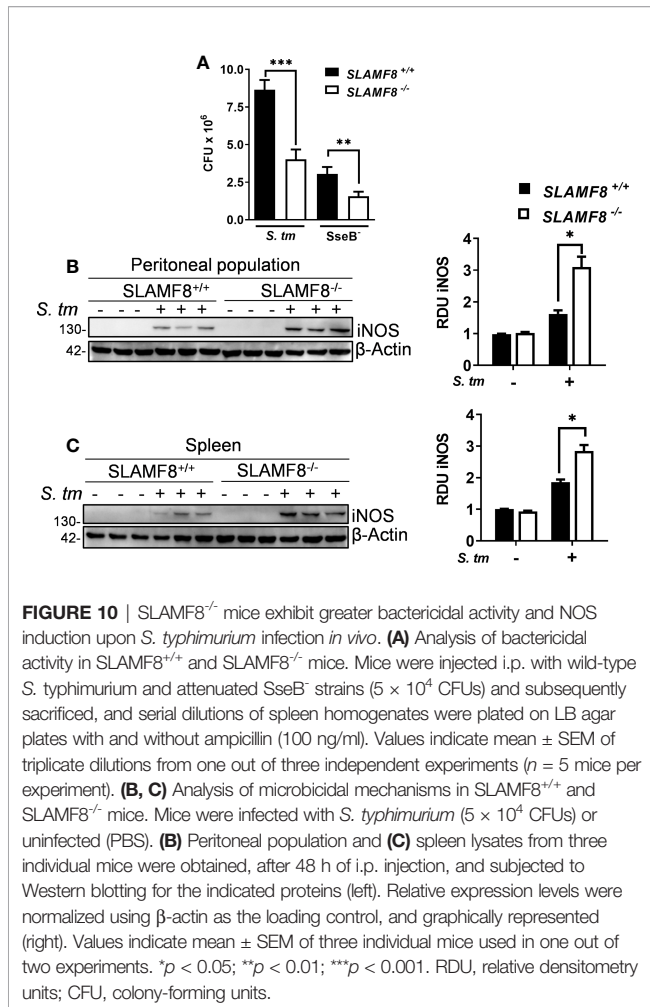 A
*** SLAMF8 +/+
SLAMF8 -/-
10.0
7.5
**
5.0
2.5
0.0
CFU x 10⁶
S. tm SseB⁻
SLAMF8 +/+
SLAMF8 -/-
B
Peritoneal population
SLAMF8+/+ SLAMF8-/-
S. tm - - - + + + - - - + + +
130- iNOS
42- β-Actin
RDU iNOS
4
3
2
1
0
*
S. tm - +
C
Spleen
SLAMF8+/+ SLAMF8-/-
S. tm - - - + + + - - - + + +
130- iNOS
42- β-Actin
RDU iNOS
4
3
2
1
0
*
S. tm - +
FIGURE 10 | SLAMF8-/- mice exhibit greater bactericidal activity and NOS
induction upon S. typhimurium infection in vivo. (A) Analysis of bactericidal
activity in SLAMF8+/+ and SLAMF8-/- mice. Mice were injected i.p. with wild-type
S. typhimurium and attenuated SseB- strains (5 × 10⁴ CFUs) and subsequently
sacrificed, and serial dilutions of spleen homogenates were plated on LB agar
plates with and without ampicillin (100 ng/ml). Values indicate mean ± SEM of
triplicate dilutions from one out of three independent experiments (n = 5 mice per
experiment). (B, C) Analysis of microbicidal mechanisms in SLAMF8+/+ and
SLAMF8-/- mice. Mice were infected with S. typhimurium (5 × 10⁴ CFUs) or
uninfected (PBS). (B) Peritoneal population and (C) spleen lysates from three
individual mice were obtained, after 48 h of i.p. injection, and subjected to
Western blotting for the indicated proteins (left). Relative expression levels were
normalized using β-actin as the loading control, and graphically represented
(right). Values indicate mean ± SEM of three individual mice used in one out of
two experiments. *p < 0.05; **p < 0.01; ***p < 0.001. RDU, relative densitometry
units; CFU, colony-forming units.